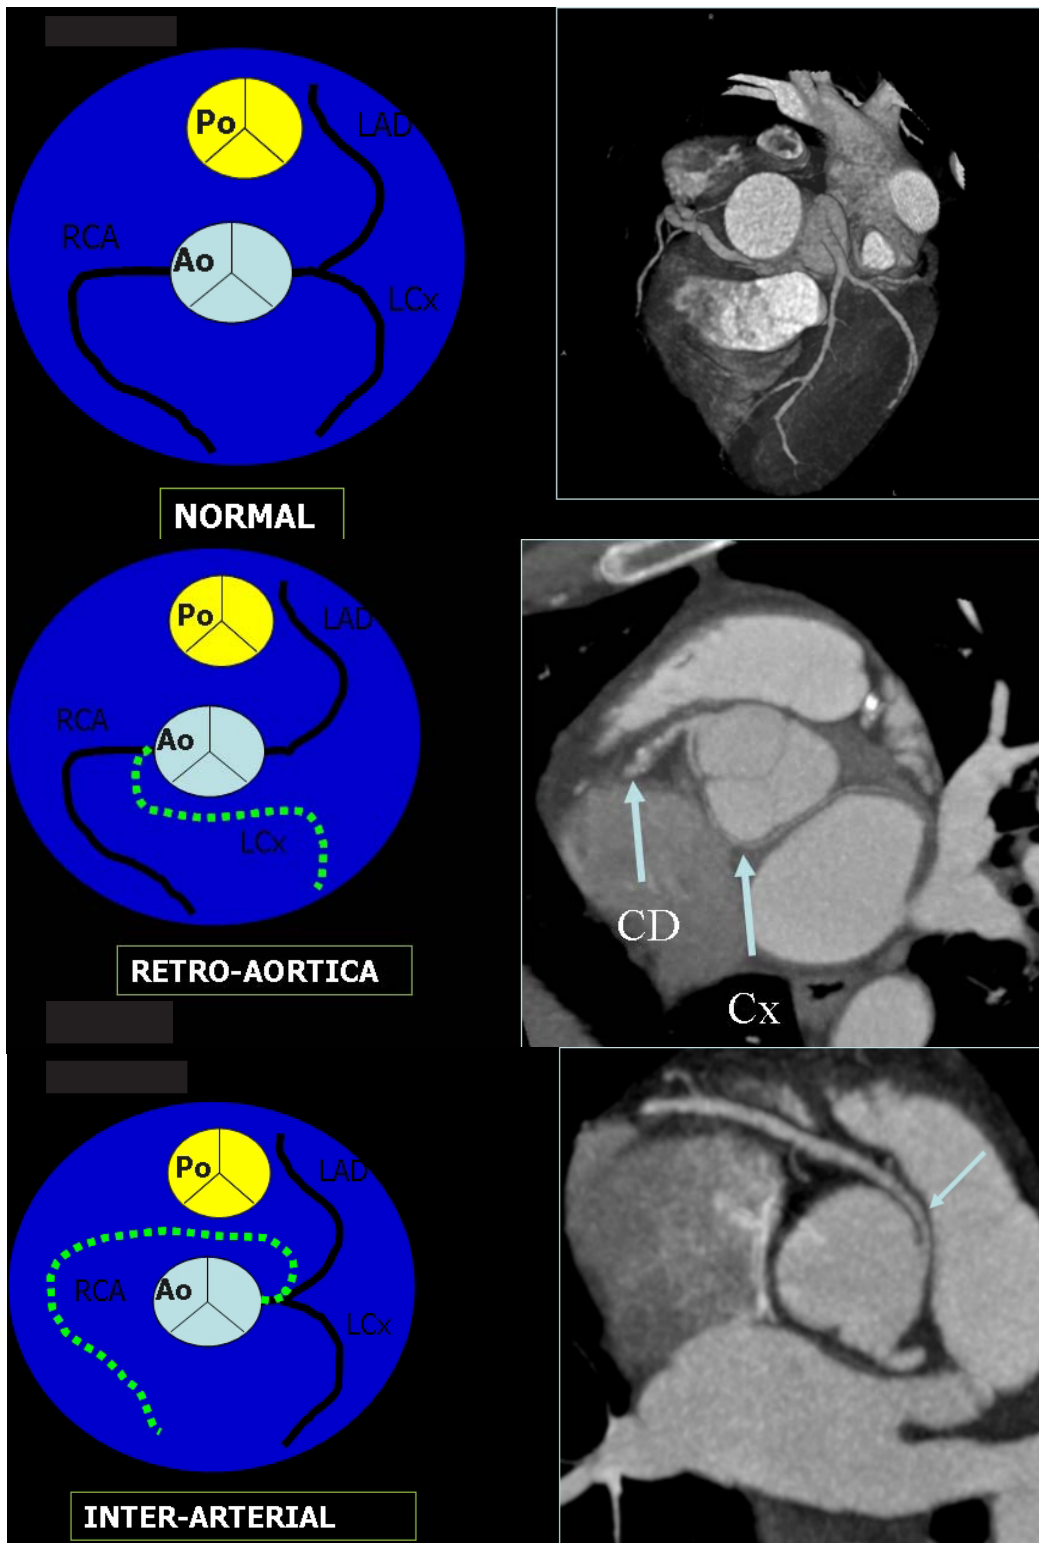 Po
LAD
RCA
Ao
LCx
NORMAL
Po
LAD
RCA
Ao
LCx
CD
Cx
RETRO-AORTICA
Po
LAD
RCA
Ao
LCx
INTER-ARTERIAL